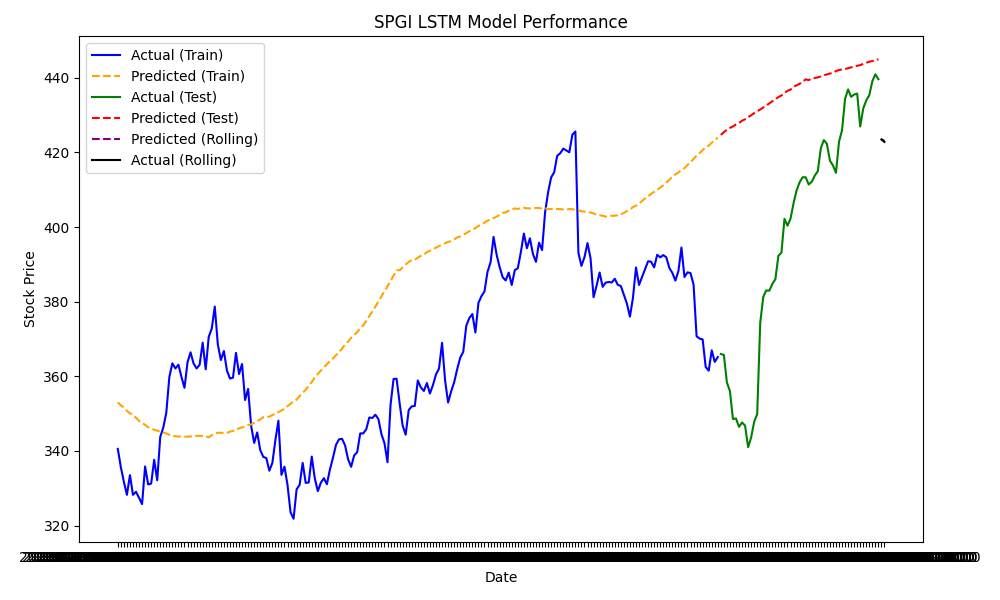 SPGI LSTM Model Performance
Actual (Train)
Predicted (Train)
Actual (Test)
Predicted (Test)
Predicted (Rolling)
Actual (Rolling)
440
420
400
380
360
340
320
Stock Price
Date